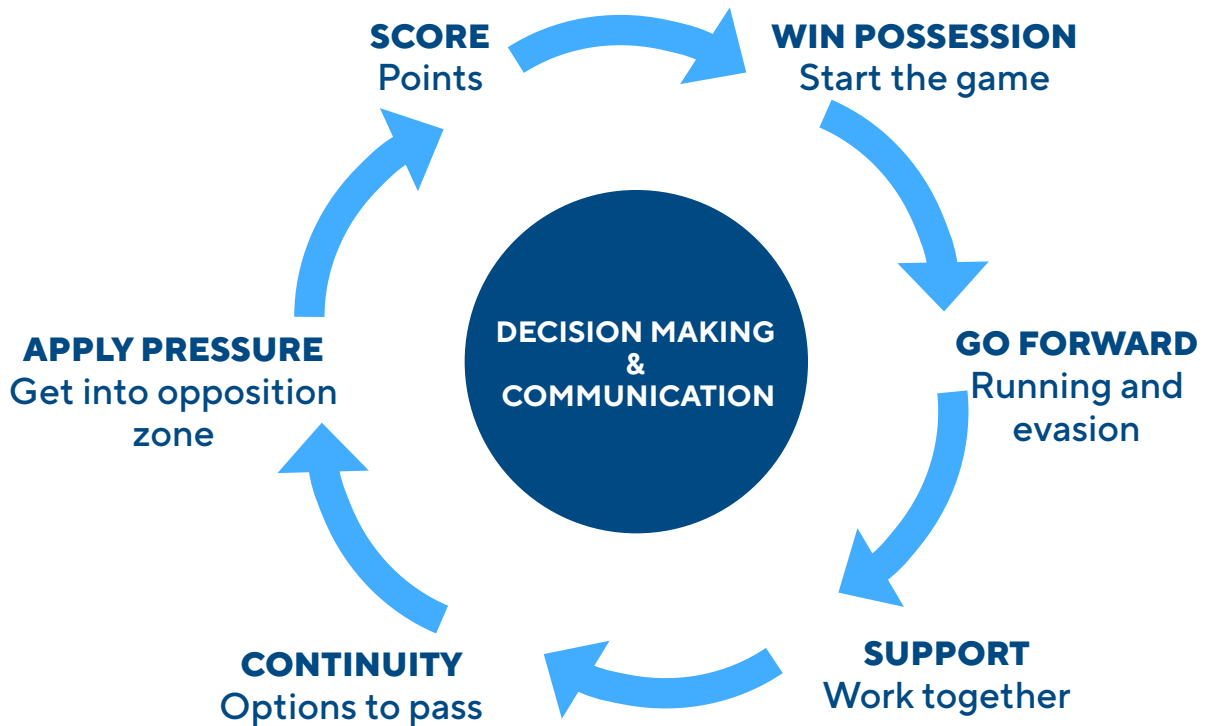 SCORE
Points
WIN POSSESSION
Start the game
GO FORWARD
Running and
evasion
SUPPORT
Work together
CONTINUITY
Options to pass
APPLY PRESSURE
Get into opposition
zone
DECISION MAKING
&
COMMUNICATION